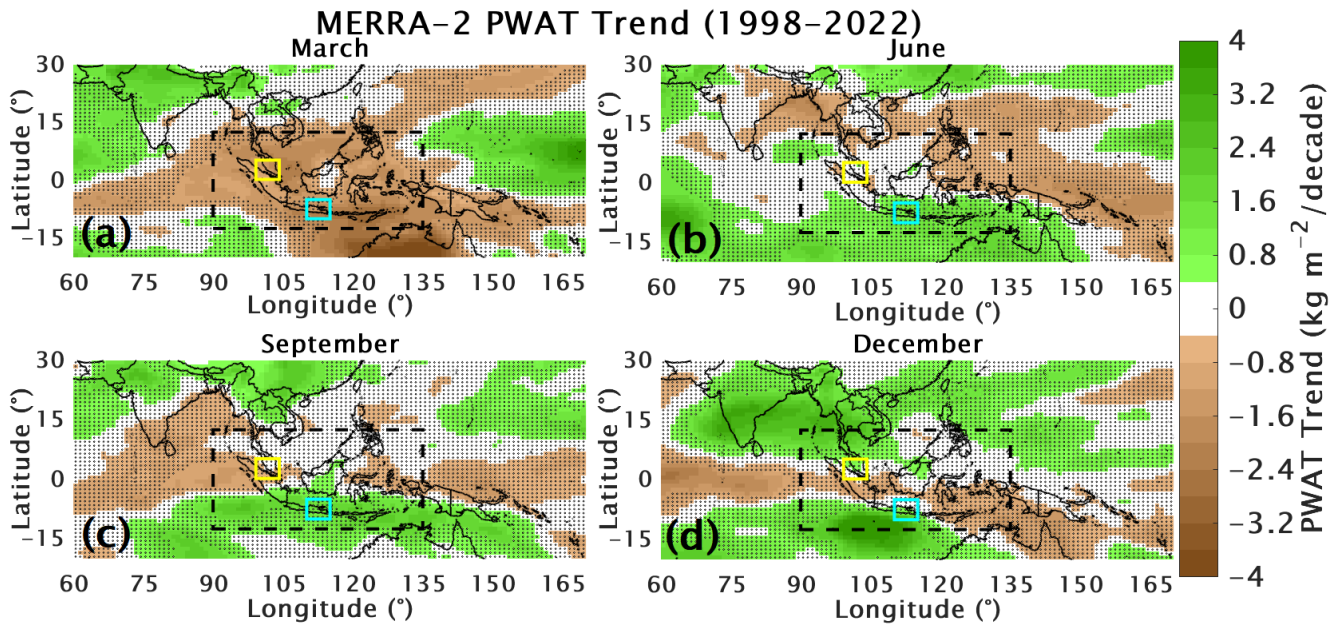 MERRA−2 PWAT Trend (1998−2022)
March
June
30
15
0
−15
Latitude (°)
(a)
60 75 90 105 120 135 150 165
Longitude (°)
30
15
0
−15
Latitude (°)
(b)
60 75 90 105 120 135 150 165
Longitude (°)
September
December
30
15
0
−15
Latitude (°)
(c)
60 75 90 105 120 135 150 165
Longitude (°)
30
15
0
−15
Latitude (°)
(d)
60 75 90 105 120 135 150 165
Longitude (°)
4
3.2
2.4
1.6
0.8
0
−0.8
−1.6
−2.4
−3.2
−4
PWAT Trend (kg m−2/decade)